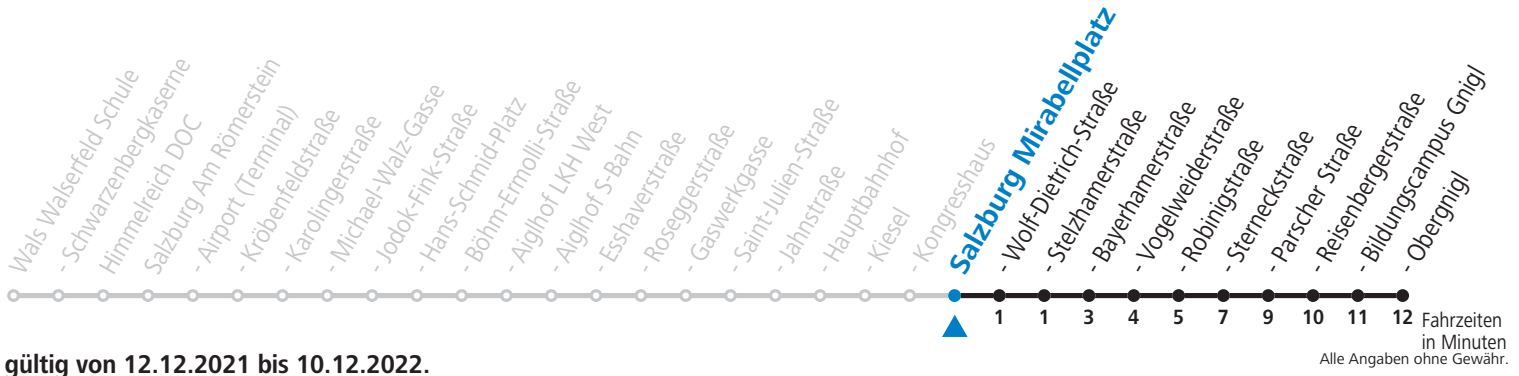 Wals Walserfeld Schule
- Schwarzenbergkaserne
Himmelreich DOC
Salzburg Am Römerstein
- Airport (Terminal)
- Kröbenfeldstraße
- Karolingerstraße
- Michael-Walz-Gasse
- Jodok-Fink-Straße
- Hans-Schmid-Platz
- Böhm-Ermolli-Straße
- Aiglhof LKH West
- Aiglhof S-Bahn
- Esshaverstraße
- Roseggerstraße
- Gaswerkgasse
- Saint-Julien-Straße
- Jahnstraße
- Hauptbahnhof
- Kiesel
- Kongresshaus
Salzburg Mirabellplatz
- Wolf-Dietrich-Straße
- Stelzhamerstraße
- Bayerhamerstraße
- Vogelweiderstraße
- Robinigstraße
- Sterneckstraße
- Parscher Straße
- Reisenbergerstraße
- Bildungscampus Gnigl
- Obergnigl
1 1 3 4 5 7 9 10 11 12 Fahrzeiten
in Minuten
Alle Angaben ohne Gewähr.
gültig von 12.12.2021 bis 10.12.2022.